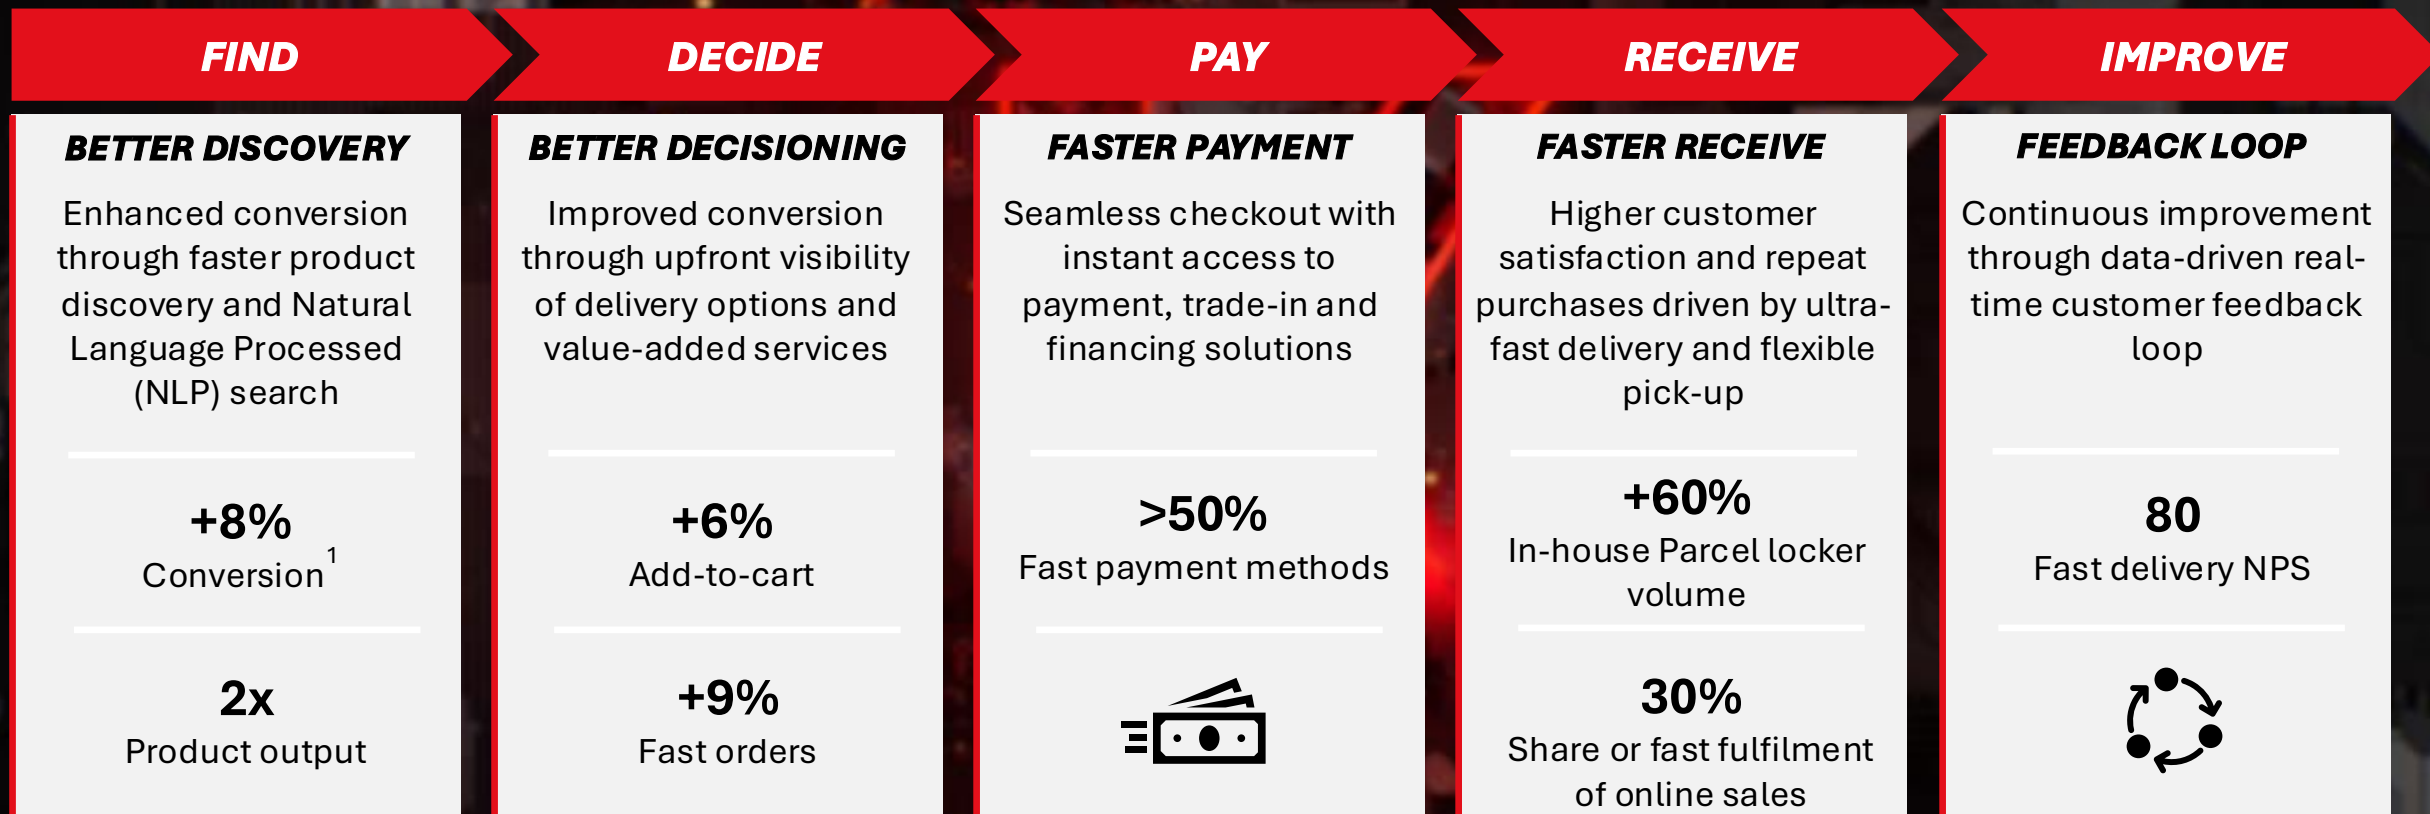 FIND
DECIDE
PAY
RECEIVE
IMPROVE
BETTER DISCOVERY
Enhanced conversion
through faster product
discovery and Natural
Language Processed
(NLP) search
+8%
Conversion¹
2x
Product output
BETTER DECISIONING
Improved conversion
through upfront visibility
of delivery options and
value-added services
+6%
Add-to-cart
+9%
Fast orders
FASTER PAYMENT
Seamless checkout with
instant access to
payment, trade-in and
financing solutions
>50%
Fast payment methods
FASTER RECEIVE
Higher customer
satisfaction and repeat
purchases driven by ultra-
fast delivery and flexible
pick-up
+60%
In-house Parcel locker
volume
30%
Share or fast fulfilment
of online sales
FEEDBACK LOOP
Continuous improvement
through data-driven real-
time customer feedback
loop
80
Fast delivery NPS